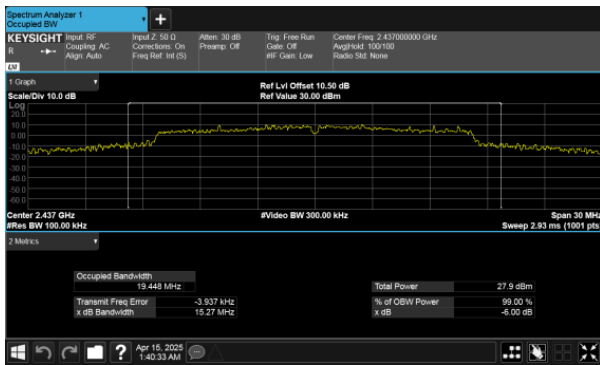 Spectrum Analyzer 1
Occupied BW
KEYSIGHT Input: RF Input Z: 50 Ω Atten: 30 dB Trig: Free Run Center Freq: 2.437000000 GHz
R Coupling: AC Corrections: On Preamp: Off Gate: Off Avg|Hold: 100/100
Align: Auto Freq Ref: Int (S) #IF Gain: Low Radio Std: None
LXI
1 Graph Ref Lvl Offset 10.50 dB
Scale/Div 10.0 dB Ref Value 30.00 dBm
Log
20.0
10.0
0.00
-10.0
-20.0
-30.0
-40.0
-50.0
-60.0
Center 2.437 GHz #Video BW 300.00 kHz Span 30 MHz
#Res BW 100.00 kHz Sweep 2.93 ms (1001 pts)
2 Metrics
Occupied Bandwidth
19.448 MHz Total Power 27.9 dBm
Transmit Freq Error -3.937 kHz % of OBW Power 99.00 %
x dB Bandwidth 15.27 MHz x dB -6.00 dB
Apr 15, 2025
1:40:33 AM